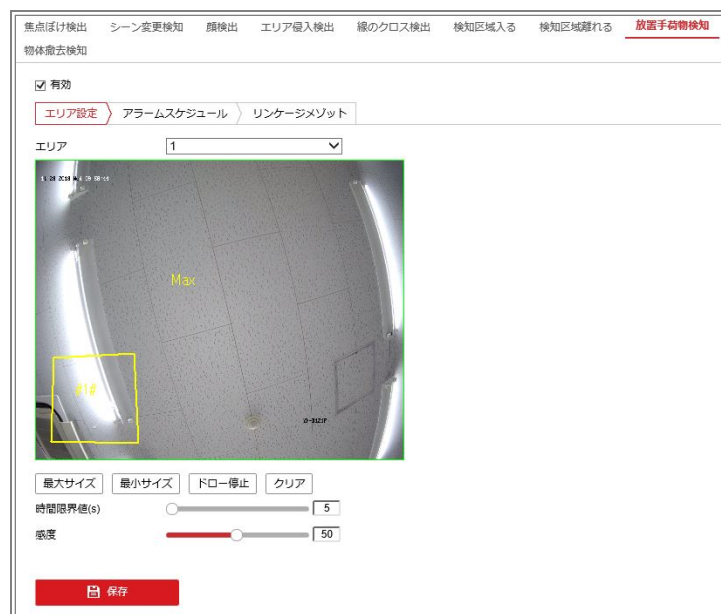 焦点ぼけ検出 シーン変更検知 顔検出 エリア侵入検出 線のクロス検出 検知区域入る 検知区域離れる 放置手荷物検知
物体撤去検知
有効
エリア設定 アラームスケジュール リンケージメゾット
エリア 1
Max
#1#
最大サイズ 最小サイズ ドロー停止 クリア
時間限界値(s) 5
感度 50
保存